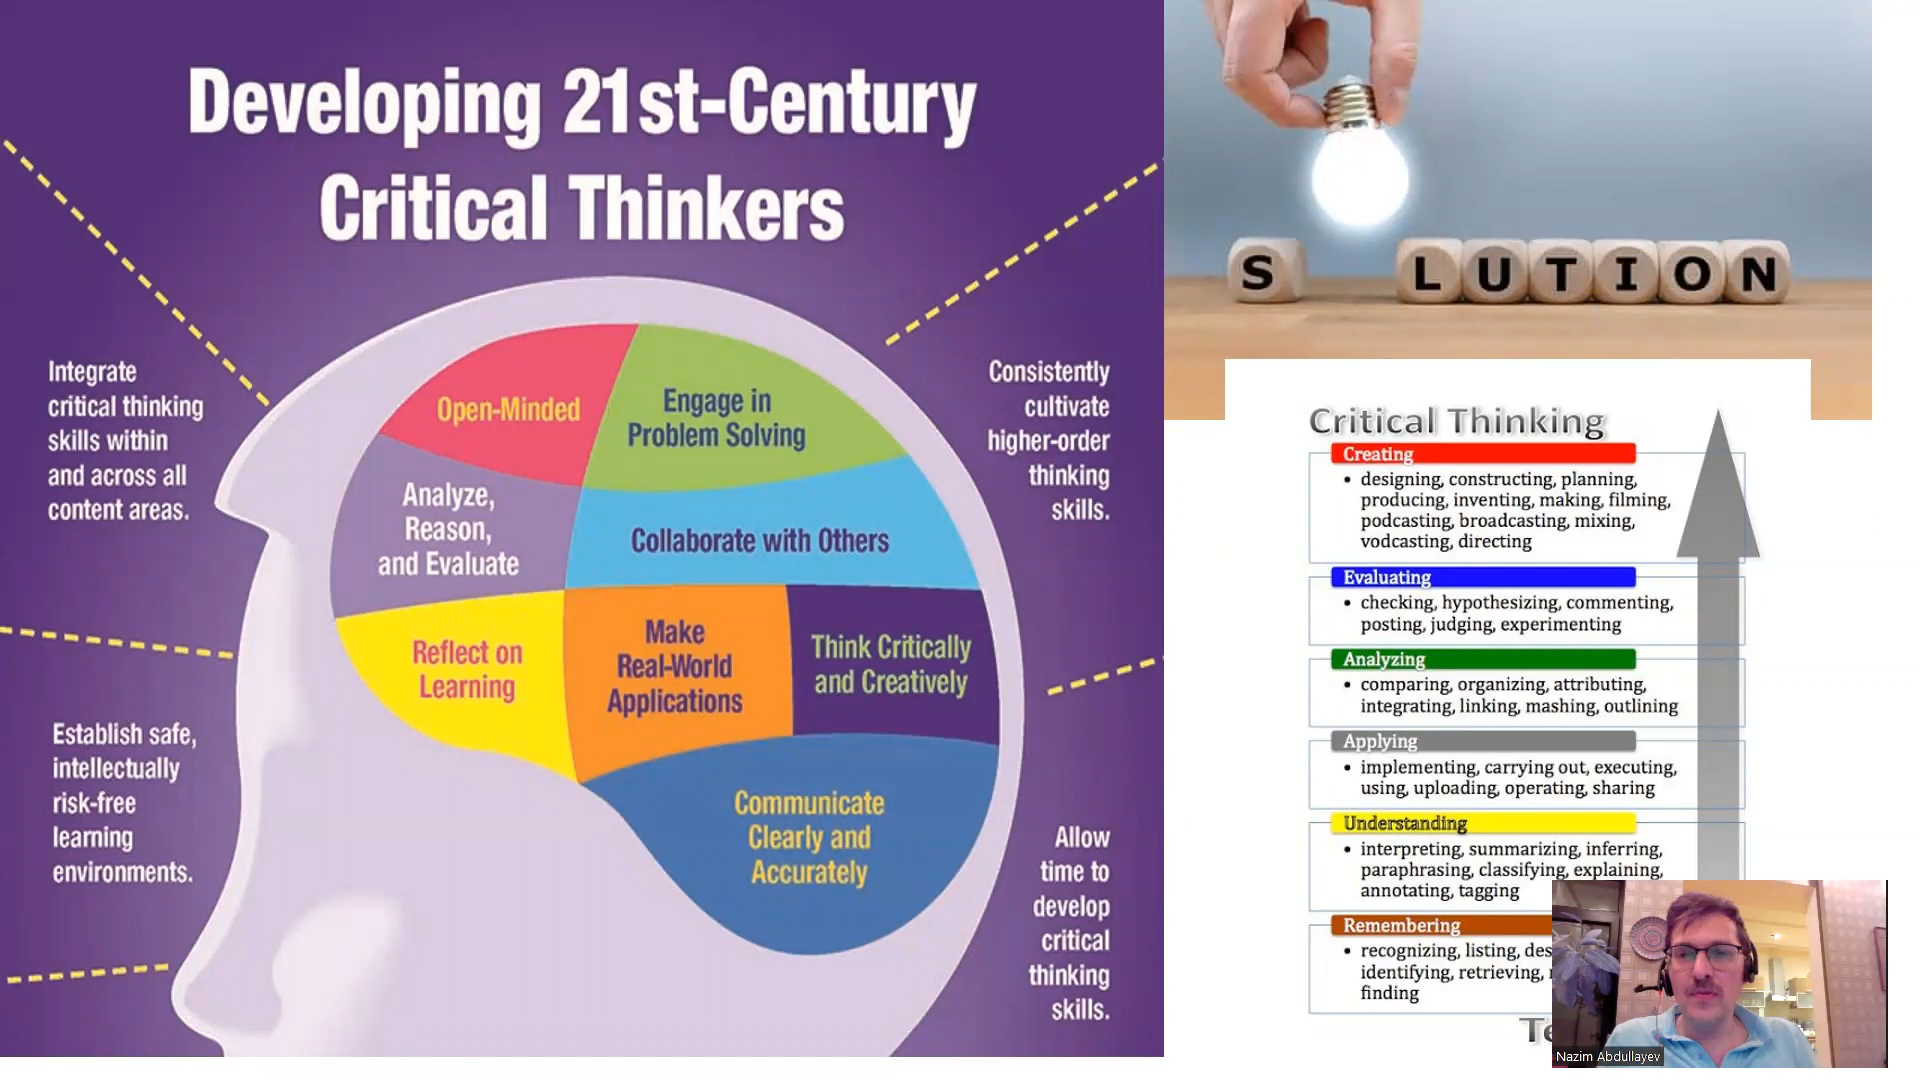 Developing 21st-Century
Critical Thinkers
Integrate
critical thinking
skills within
and across all
content areas.
Establish safe,
intellectually
risk-free
learning
environments.
Open-Minded
Engage in
Problem Solving
Analyze,
Reason,
and Evaluate
Collaborate with Others
Reflect on
Learning
Make
Real-World
Applications
Think Critically
and Creatively
Communicate
Clearly and
Accurately
Consistently
cultivate
higher-order
thinking
skills.
Allow
time to
develop
critical
thinking
skills.
S LUTION
Critical Thinking
Creating
• designing, constructing, planning,
producing, inventing, making, filming,
podcasting, broadcasting, mixing,
vodcasting, directing
Evaluating
• checking, hypothesizing, commenting,
posting, judging, experimenting
Analyzing
• comparing, organizing, attributing,
integrating, linking, mashing, outlining
Applying
• implementing, carrying out, executing,
using, uploading, operating, sharing
Understanding
• interpreting, summarizing, inferring,
paraphrasing, classifying, explaining,
annotating, tagging
Remembering
• recognizing, listing,
identifying, retrieving,
finding
Nazim Abdullayev